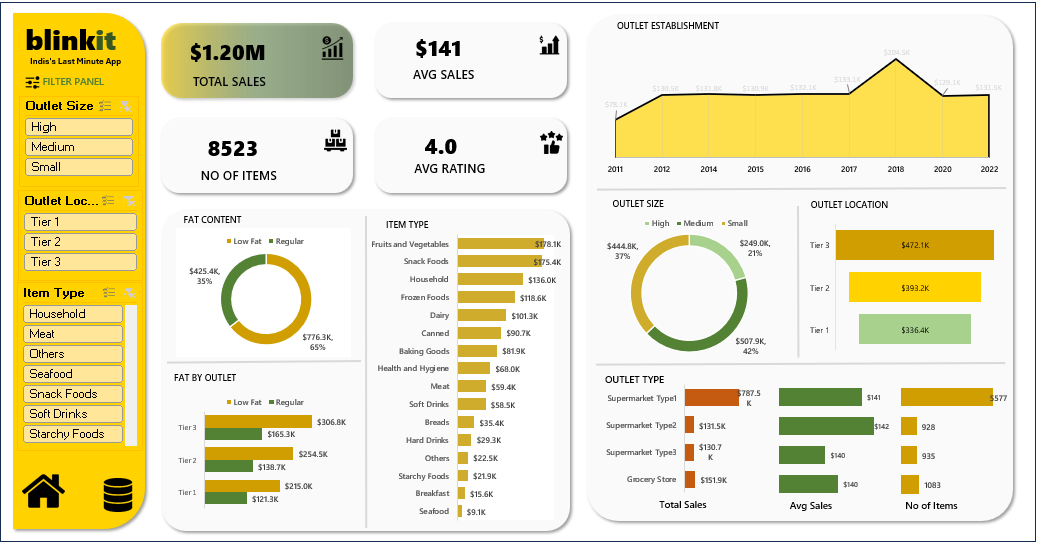 blinkit
Indis's Last Minute App
FILTER PANEL
Outlet Size
High
Medium
Small
Outlet Loc...
Tier 1
Tier 2
Tier 3
Item Type
Household
Meat
Others
Seafood
Snack Foods
Soft Drinks
Starchy Foods
$1.20M
TOTAL SALES
$141
AVG SALES
8523
NO OF ITEMS
4.0
AVG RATING
FAT CONTENT
Low Fat Regular
$425.4K,
35%
$776.3K,
65%
FAT BY OUTLET
Low Fat Regular
Tier 3 $306.8K
$165.3K
Tier 2 $254.5K
$138.7K
Tier 1 $215.0K
$121.3K
ITEM TYPE
Fruits and Vegetables $178.1K
Snack Foods $175.4K
Household $136.0K
Frozen Foods $118.6K
Dairy $101.3K
Canned $90.7K
Baking Goods $81.9K
Health and Hygiene $68.0K
Meat $59.4K
Soft Drinks $58.5K
Breads $35.4K
Hard Drinks $29.3K
Others $22.5K
Starchy Foods $21.9K
Breakfast $15.6K
Seafood $9.1K
OUTLET ESTABLISHMENT
$78.1K $130.9K $132.1K $133.1K $204.5K $129.1K $131.5K
2011 2012 2014 2015 2016 2017 2018 2020 2022
OUTLET SIZE
High Medium Small
$444.8K,
37%
$249.0K,
21%
$507.9K,
42%
OUTLET LOCATION
Tier 3 $472.1K
Tier 2 $393.2K
Tier 1 $336.4K
OUTLET TYPE
Supermarket Type1 $787.5
K $141 5577
Supermarket Type2 $131.5K $142 928
Supermarket Type3 $130.7
K $140 935
Grocery Store $151.9K $140 1083
Total Sales Avg Sales No of Items